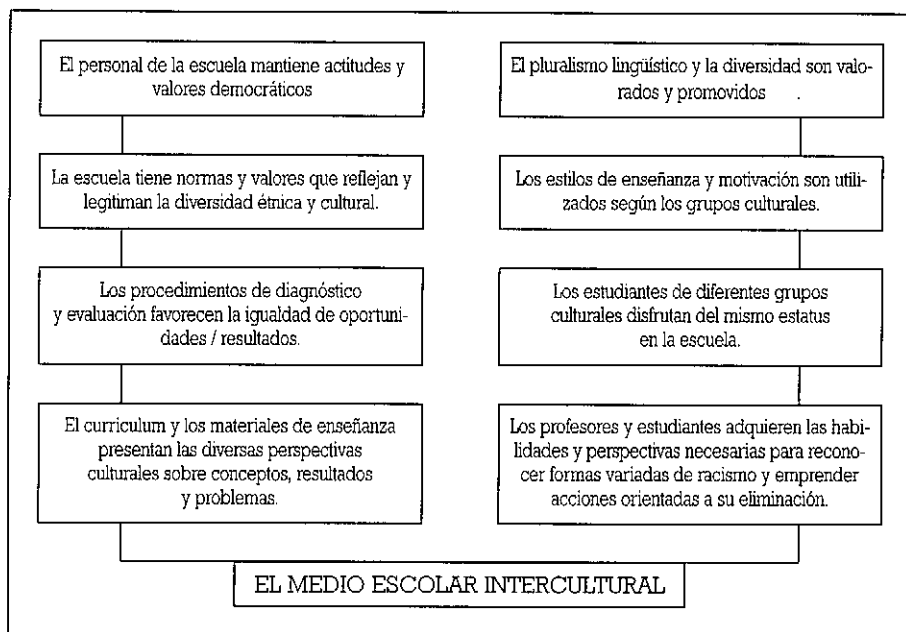 El personal de la escuela mantiene actitudes y
valores democráticos
La escuela tiene normas y valores que reflejan y
legitiman la diversidad étnica y cultural.
Los procedimientos de diagnóstico
y evaluación favorecen la igualdad de oportuni-
dades / resultados.
El curriculum y los materiales de enseñanza
presentan las diversas perspectivas
culturales sobre conceptos, resultados
y problemas.
El pluralismo lingüístico y la diversidad son valo-
rados y promovidos .
Los estilos de enseñanza y motivación son utili-
zados según los grupos culturales.
Los estudiantes de diferentes grupos
culturales disfrutan del mismo estatus
en la escuela.
Los profesores y estudiantes adquieren las habi-
lidades y perspectivas necesarias para recono-
cer formas variadas de racismo y emprender
acciones orientadas a su eliminación.
EL MEDIO ESCOLAR INTERCULTURAL